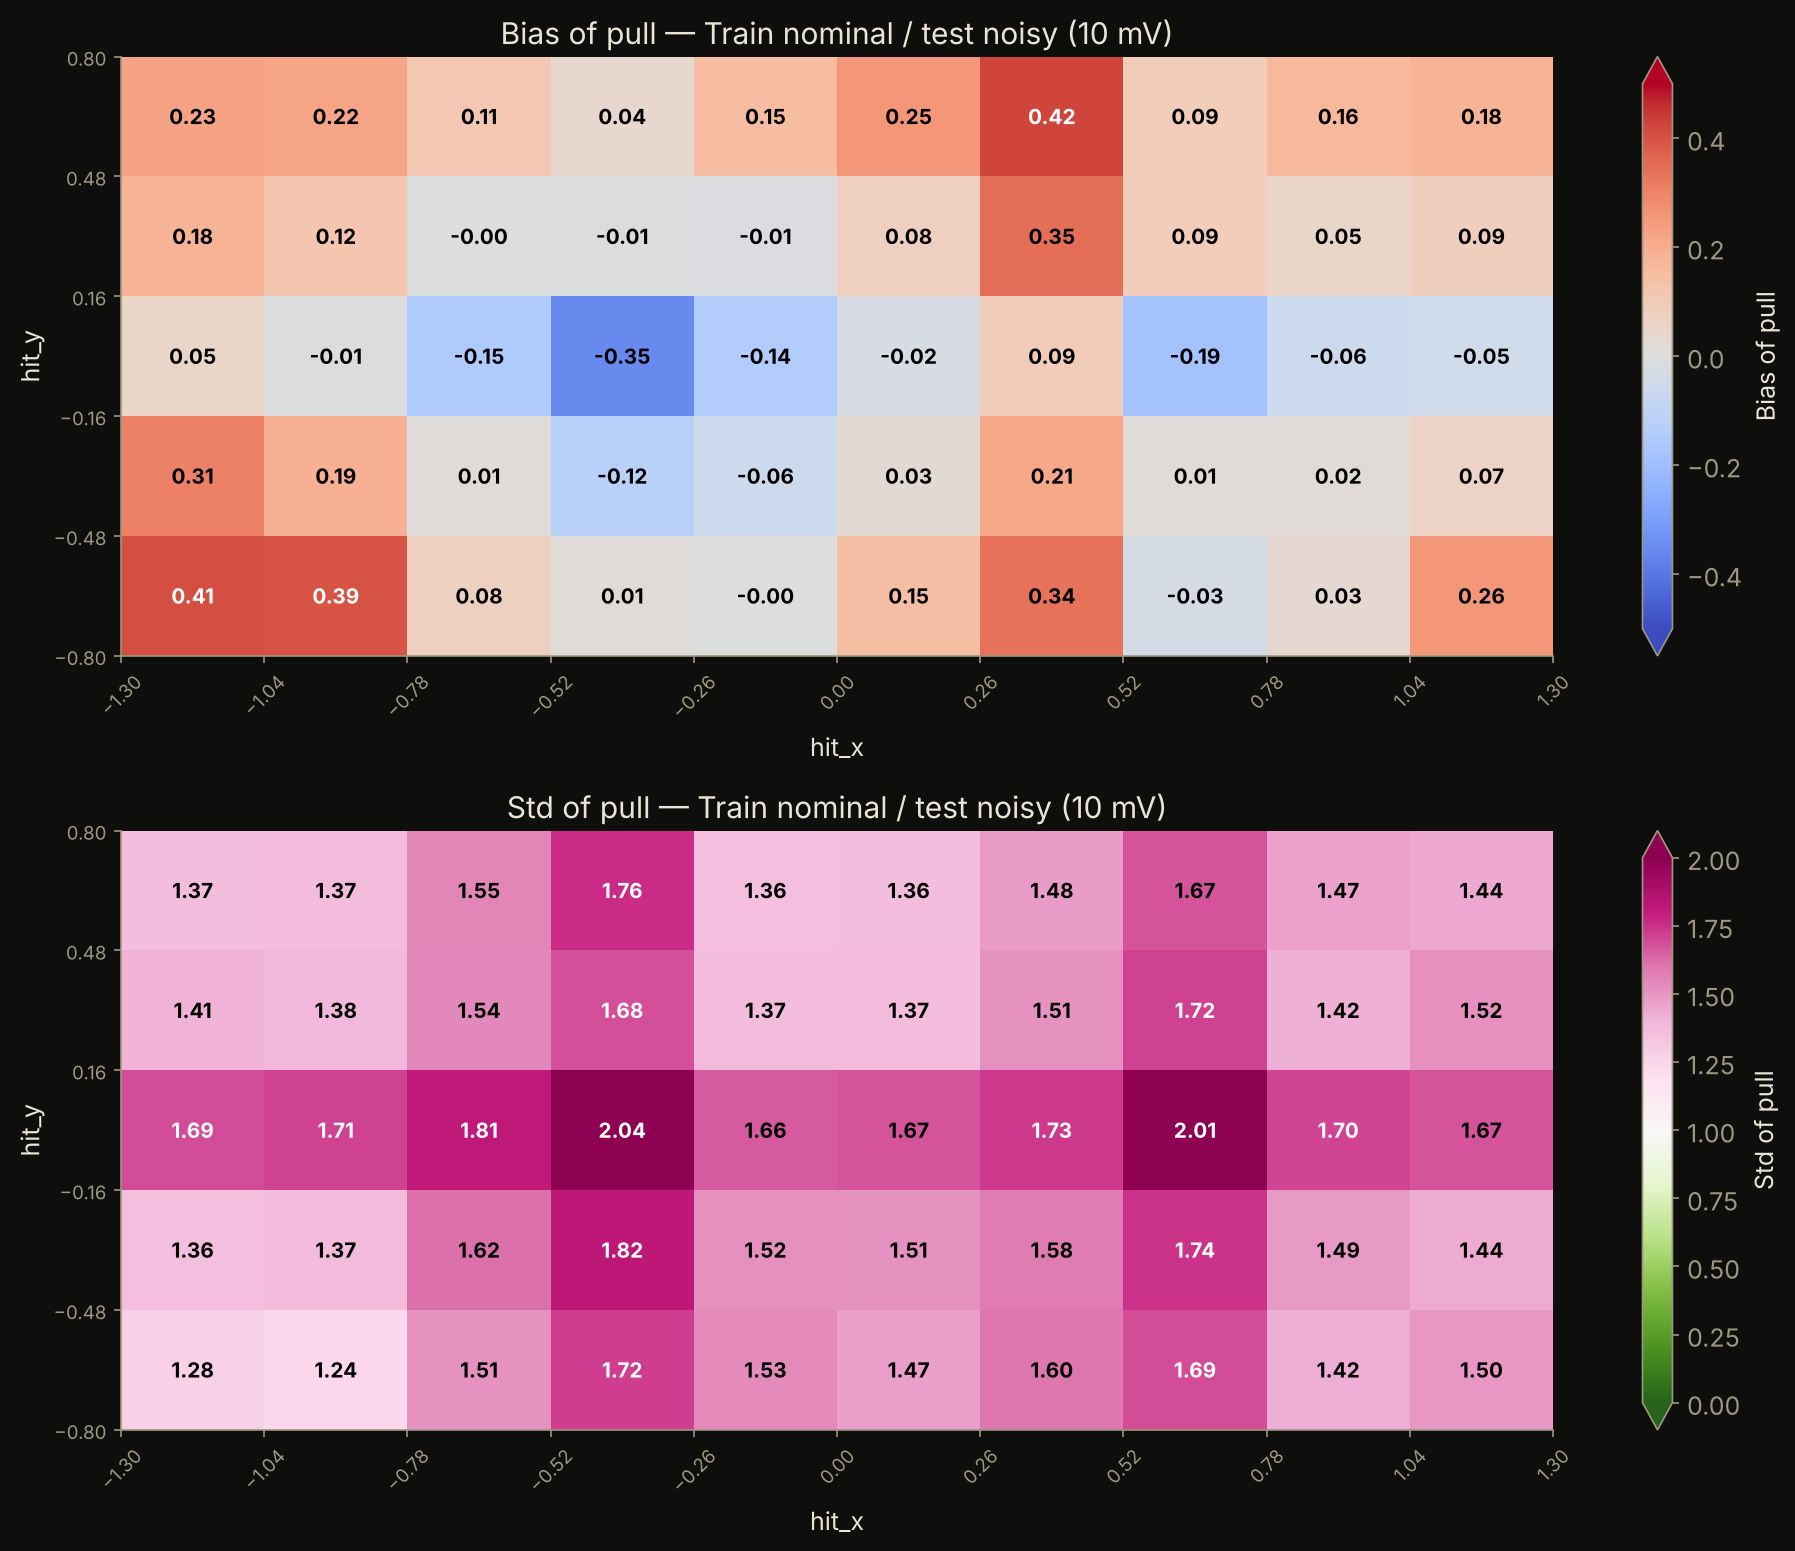 Bias of pull — Train nominal / test noisy (10 mV)
0.80
0.23 0.22 0.11 0.04 0.15 0.25 0.42 0.09 0.16 0.18
0.48
0.18 0.12 -0.00 -0.01 -0.01 0.08 0.35 0.09 0.05 0.09
0.16
0.05 -0.01 -0.15 -0.35 -0.14 -0.02 0.09 -0.19 -0.06 -0.05
−0.16
0.31 0.19 0.01 -0.12 -0.06 0.03 0.21 0.01 0.02 0.07
−0.48
0.41 0.39 0.08 0.01 -0.00 0.15 0.34 -0.03 0.03 0.26
−0.80
hit_y
−1.30 −1.04 −0.78 −0.52 −0.26 0.00 0.26 0.52 0.78 1.04 1.30
hit_x
0.4
0.2
0.0
−0.2
−0.4
Bias of pull
Std of pull — Train nominal / test noisy (10 mV)
0.80
1.37 1.37 1.55 1.76 1.36 1.36 1.48 1.67 1.47 1.44
0.48
1.41 1.38 1.54 1.68 1.37 1.37 1.51 1.72 1.42 1.52
0.16
1.69 1.71 1.81 2.04 1.66 1.67 1.73 2.01 1.70 1.67
−0.16
1.36 1.37 1.62 1.82 1.52 1.51 1.58 1.74 1.49 1.44
−0.48
1.28 1.24 1.51 1.72 1.53 1.47 1.60 1.69 1.42 1.50
−0.80
hit_y
−1.30 −1.04 −0.78 −0.52 −0.26 0.00 0.26 0.52 0.78 1.04 1.30
hit_x
2.00
1.75
1.50
1.25
1.00
0.75
0.50
0.25
0.00
Std of pull